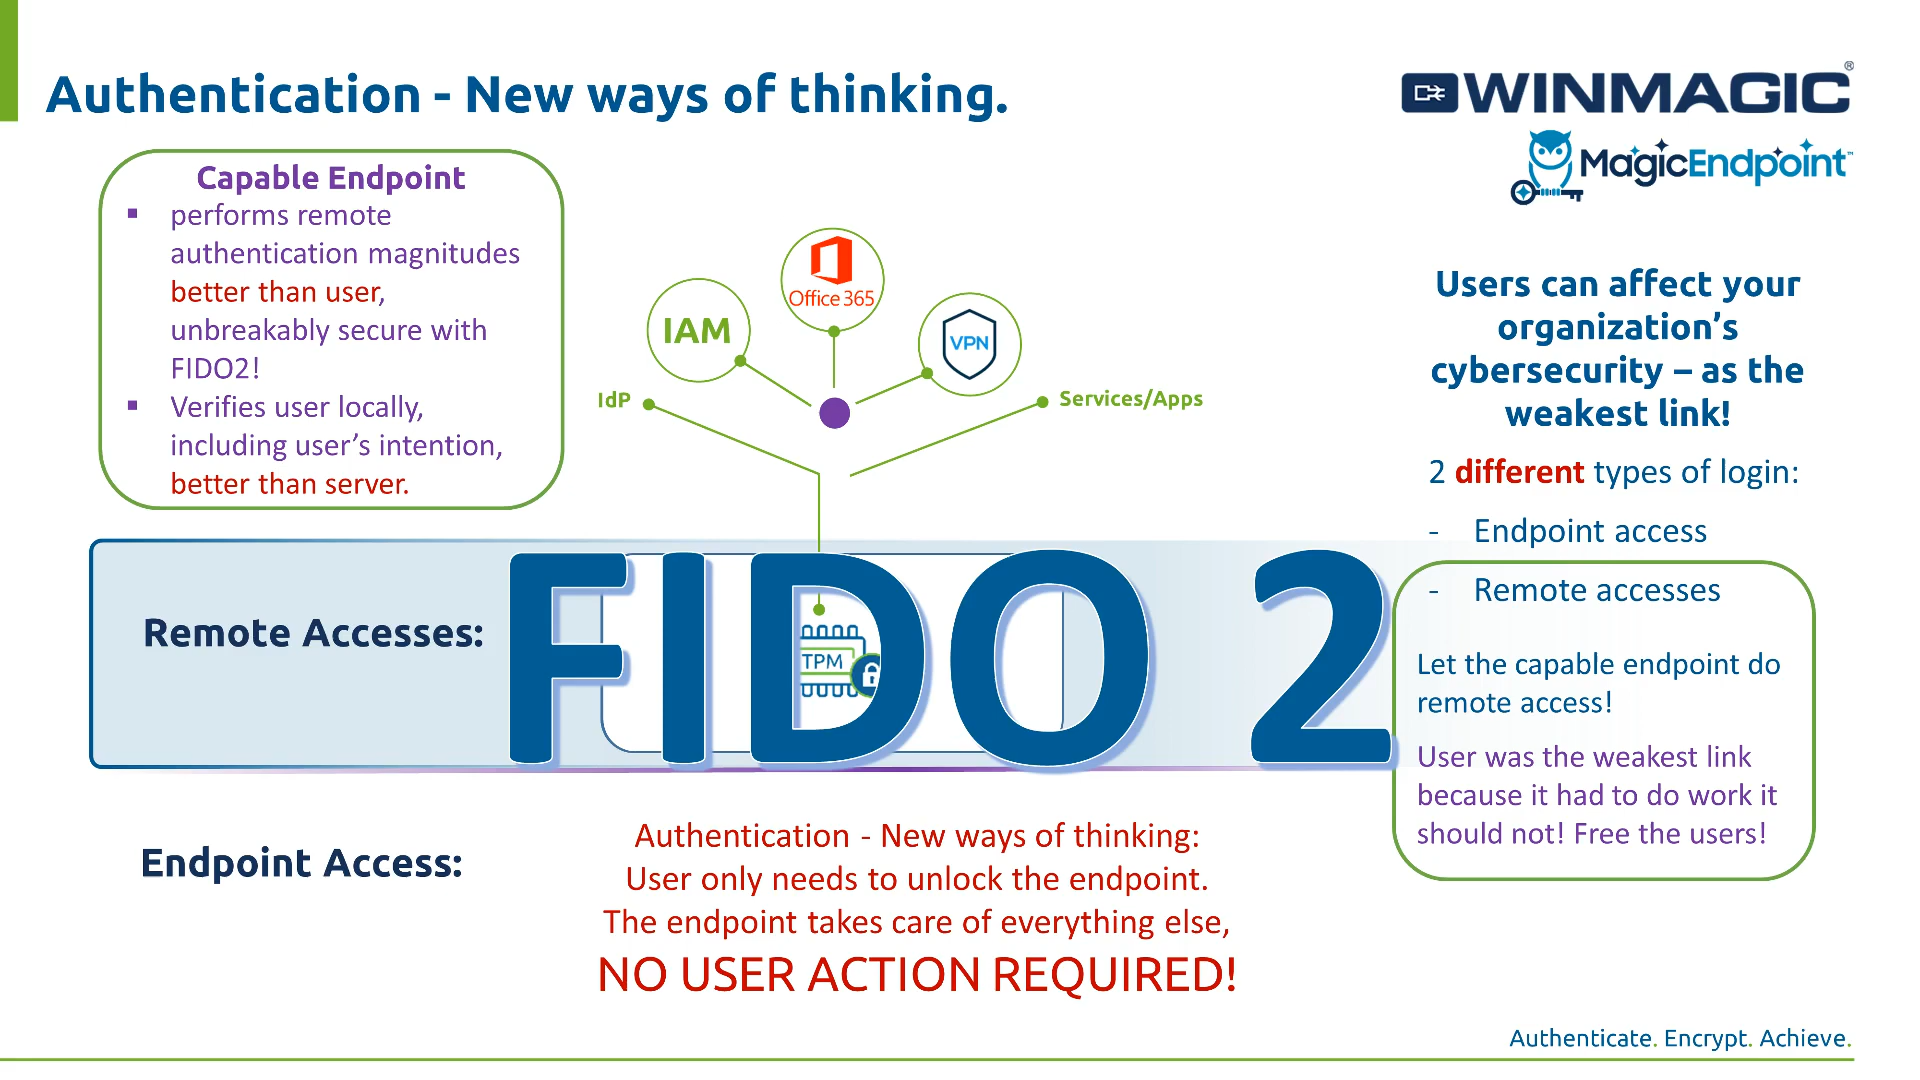 Authentication - New ways of thinking.
WINMAGIC®
MagicEndpoint™
Capable Endpoint
▪ performs remote
authentication magnitudes
better than user,
unbreakably secure with
FIDO2!
▪ Verifies user locally,
including user’s intention,
better than server.
Office 365
IAM
VPN
IdP
Services/Apps
Users can affect your
organization’s
cybersecurity – as the
weakest link!
2 different types of login:
- Endpoint access
- Remote accesses
Let the capable endpoint do
remote access!
User was the weakest link
because it had to do work it
should not! Free the users!
Remote Accesses:
FIDO 2
TPM
Endpoint Access:
Authentication - New ways of thinking:
User only needs to unlock the endpoint.
The endpoint takes care of everything else,
NO USER ACTION REQUIRED!
Authenticate. Encrypt. Achieve.